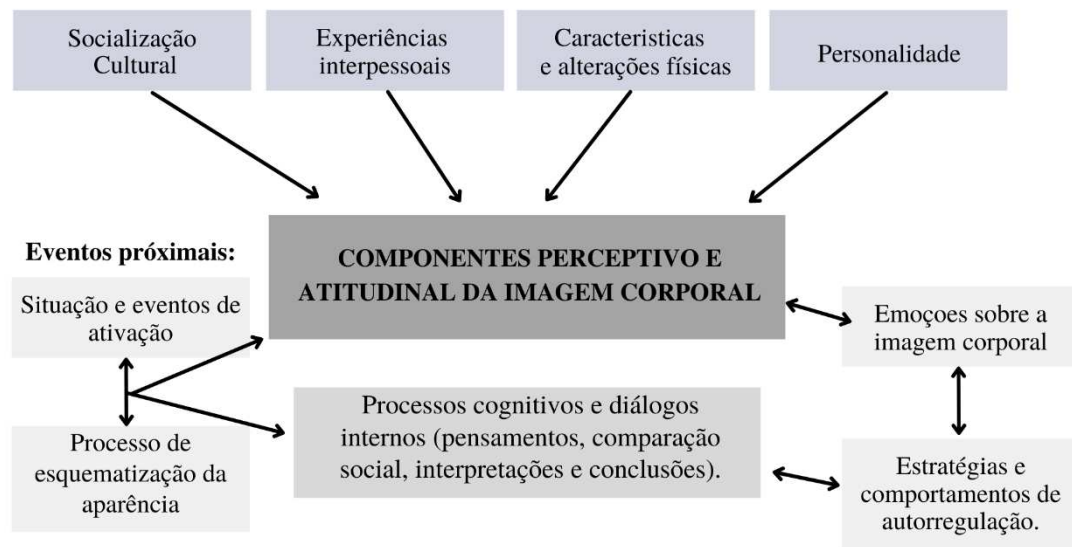 Socialização
Cultural
Experiências
interpessoais
Caracteristicas
e alterações físicas
Personalidade
COMPONENTES PERCEPTIVO E
ATITUDINAL DA IMAGEM CORPORAL
Eventos próximais:
Situação e eventos de
ativação
Emoçoes sobre a
imagem corporal
Processos cognitivos e diálogos
internos (pensamentos, comparação
social, interpretações e conclusões).
Processo de
esquematização da
aparência
Estratégias e
comportamentos de
autorregulação.